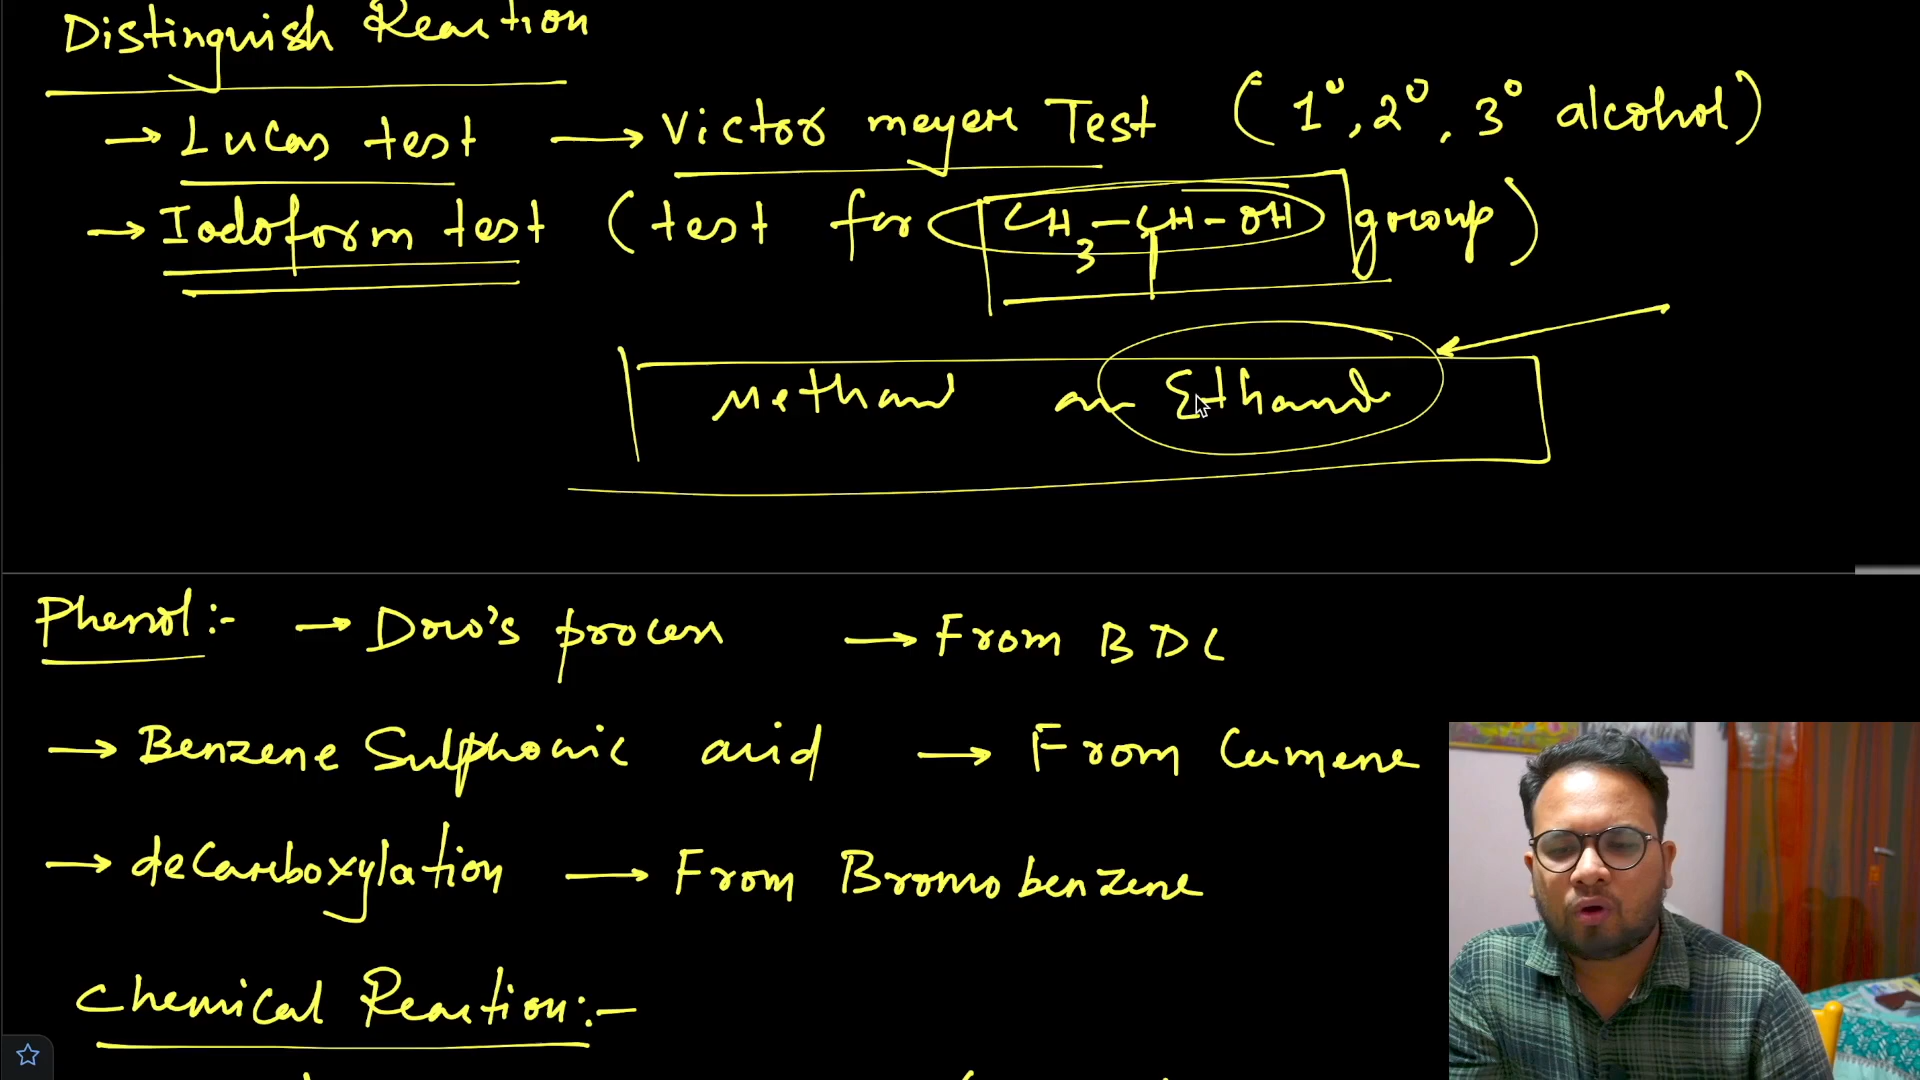 Distinguish Reaction
→ Lucas test → Victor meyer Test (1°, 2°, 3° alcohol)
→ Iodoform test (test for CH3-CH-OH group)
Methanol or Ethanol
Phenol:- → Dow's process → From BDC
→ Benzene Sulphonic acid → From Cumene
→ decarboxylation → From Bromobenzene
Chemical Reaction:-